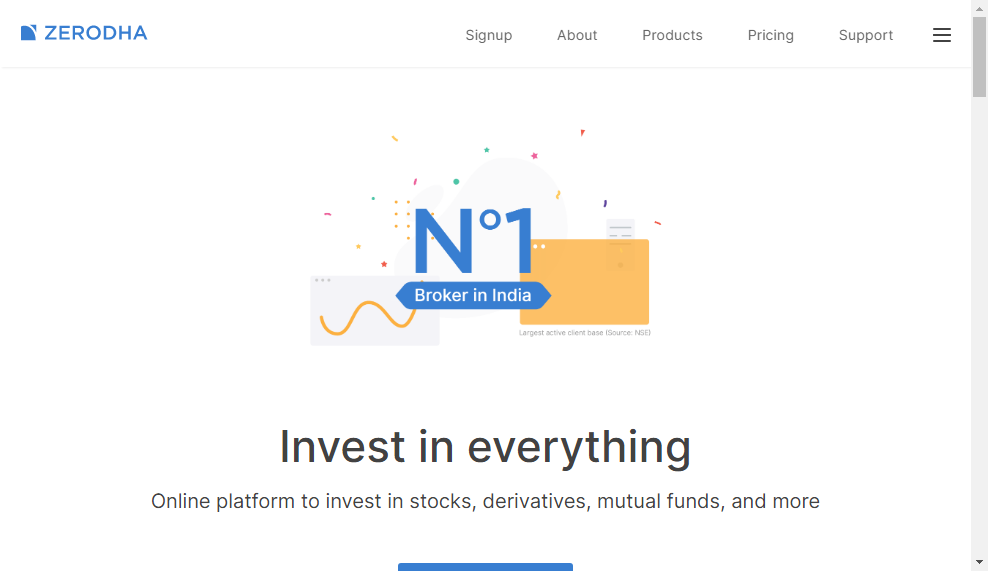 ZERODHA
Signup About Products Pricing Support
N°1
Broker in India
Largest active client base (Source: NSE)
Invest in everything
Online platform to invest in stocks, derivatives, mutual funds, and more